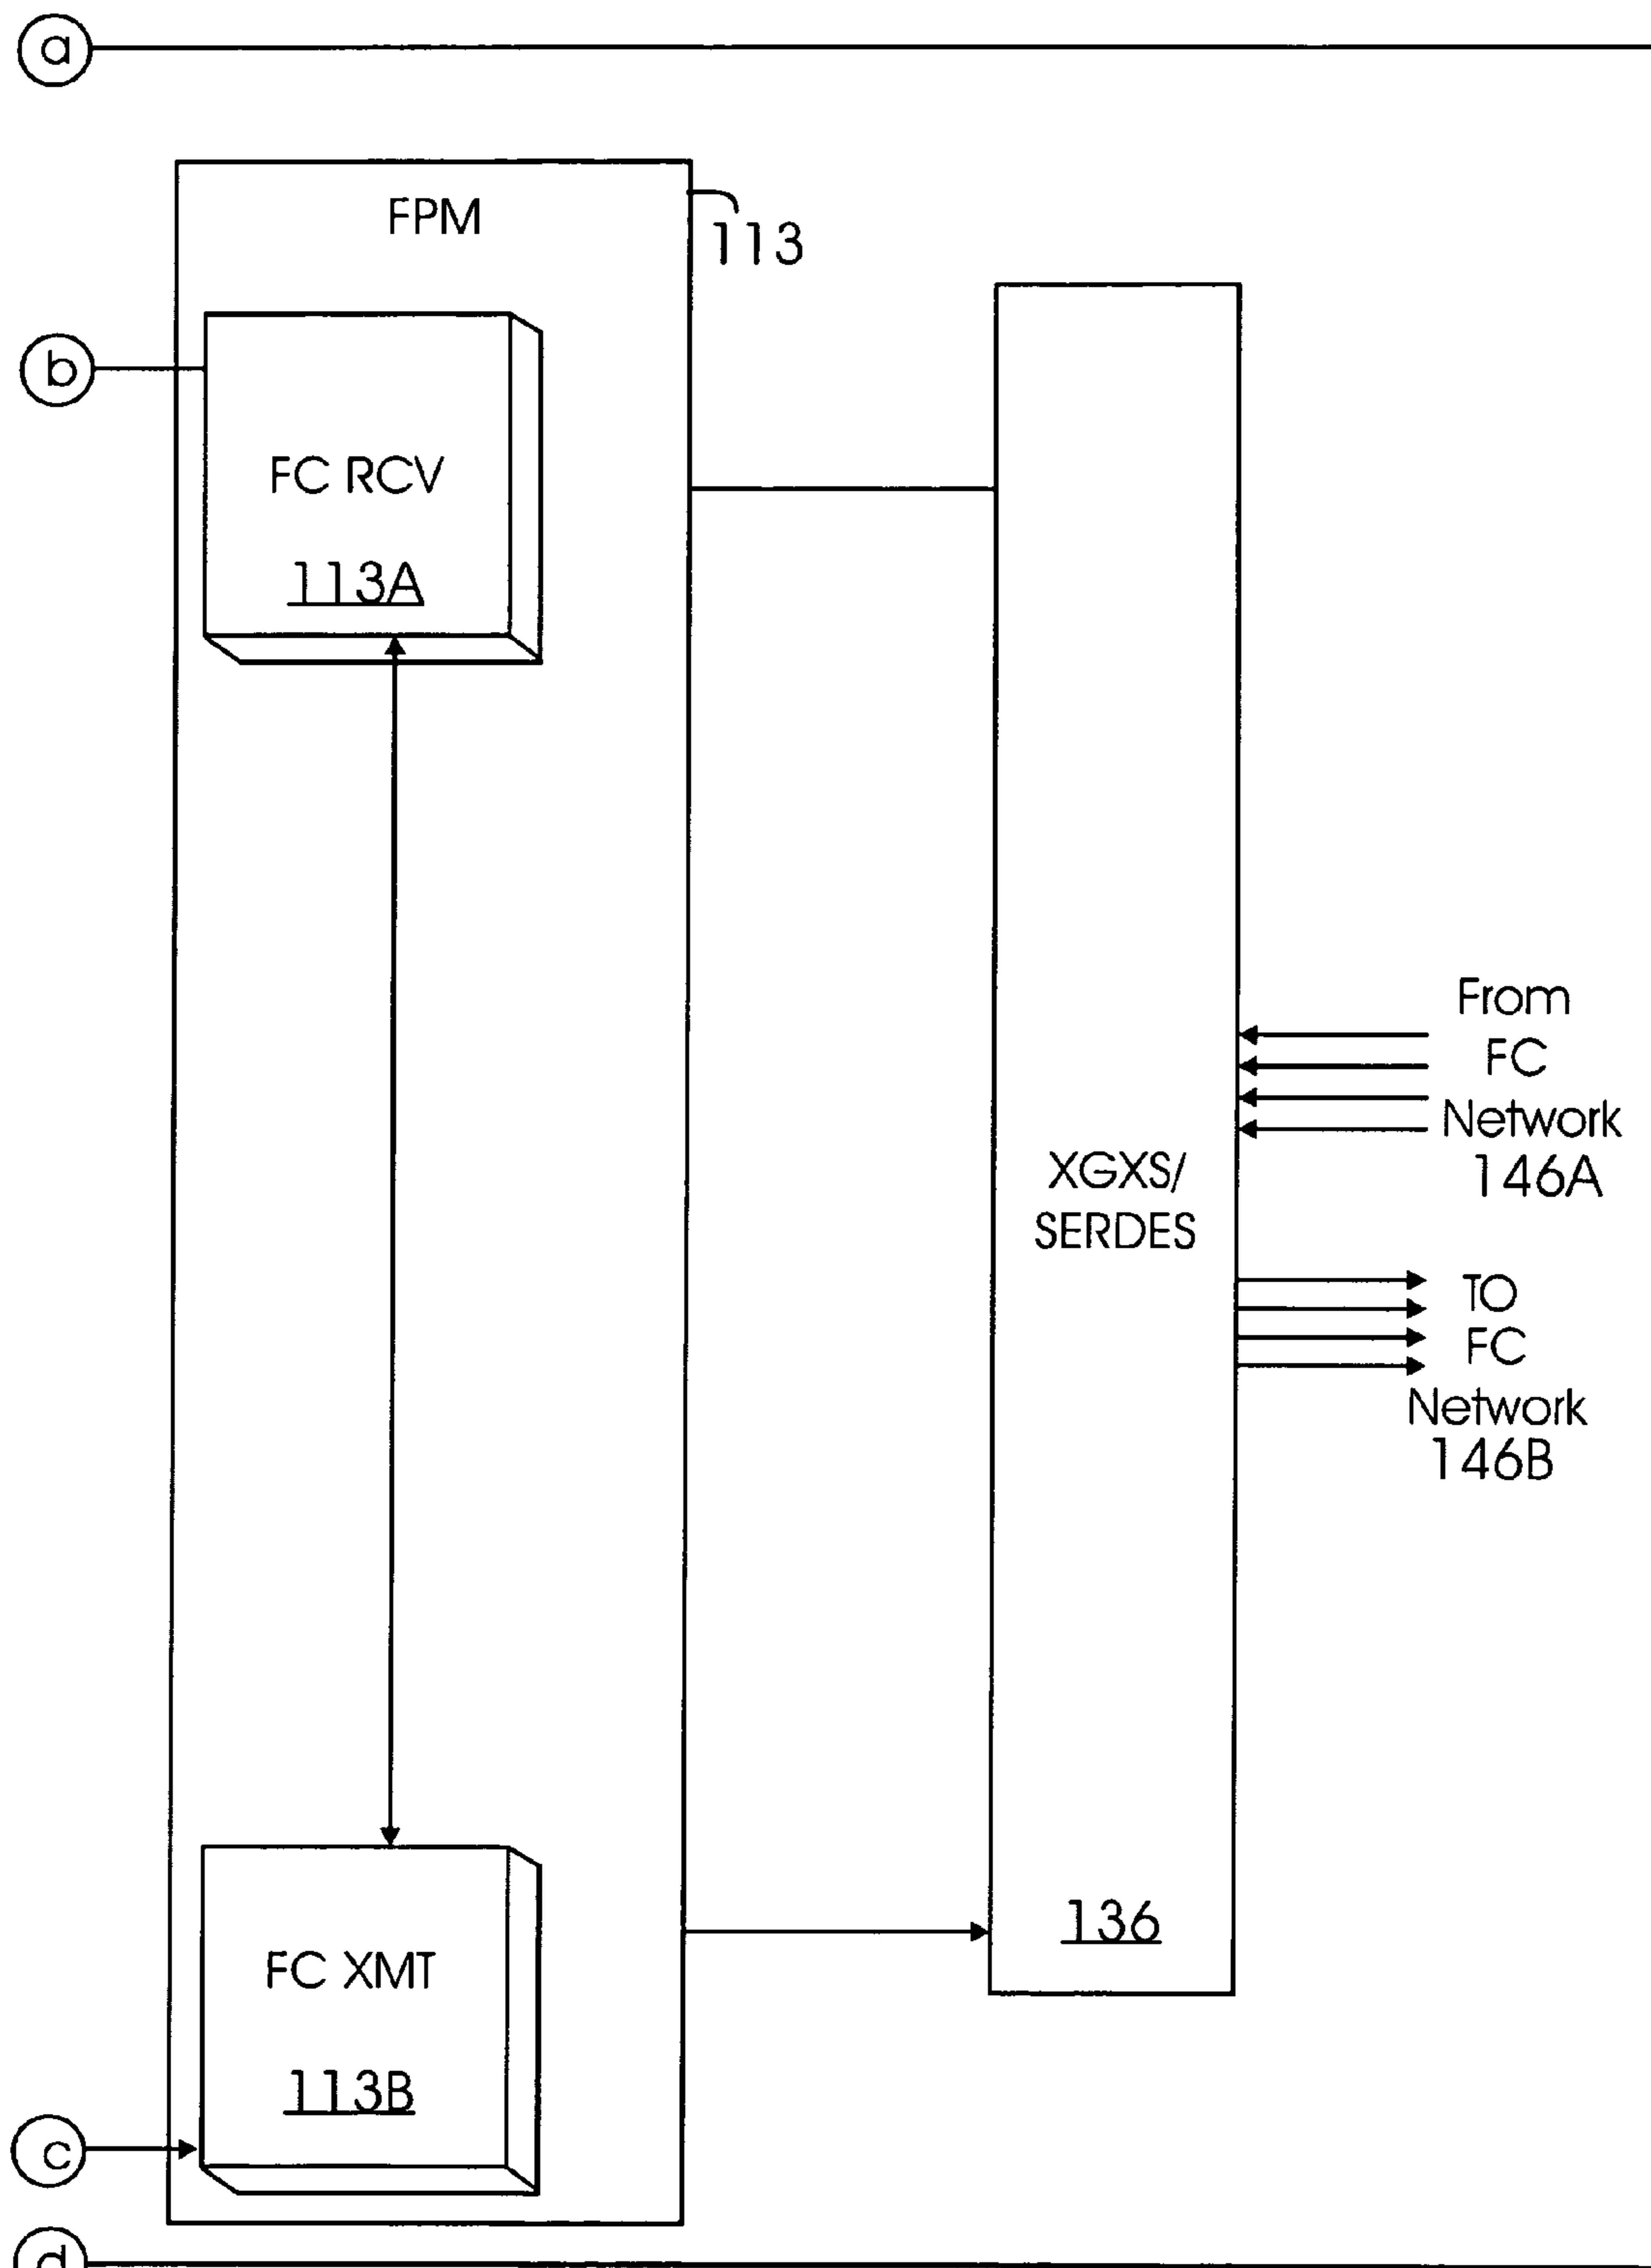 a
FPM
113
b
FC RCV
113A
From
FC
Network
146A
XGXS/
SERDES
TO
FC
Network
146B
136
FC XMT
113B
c
d